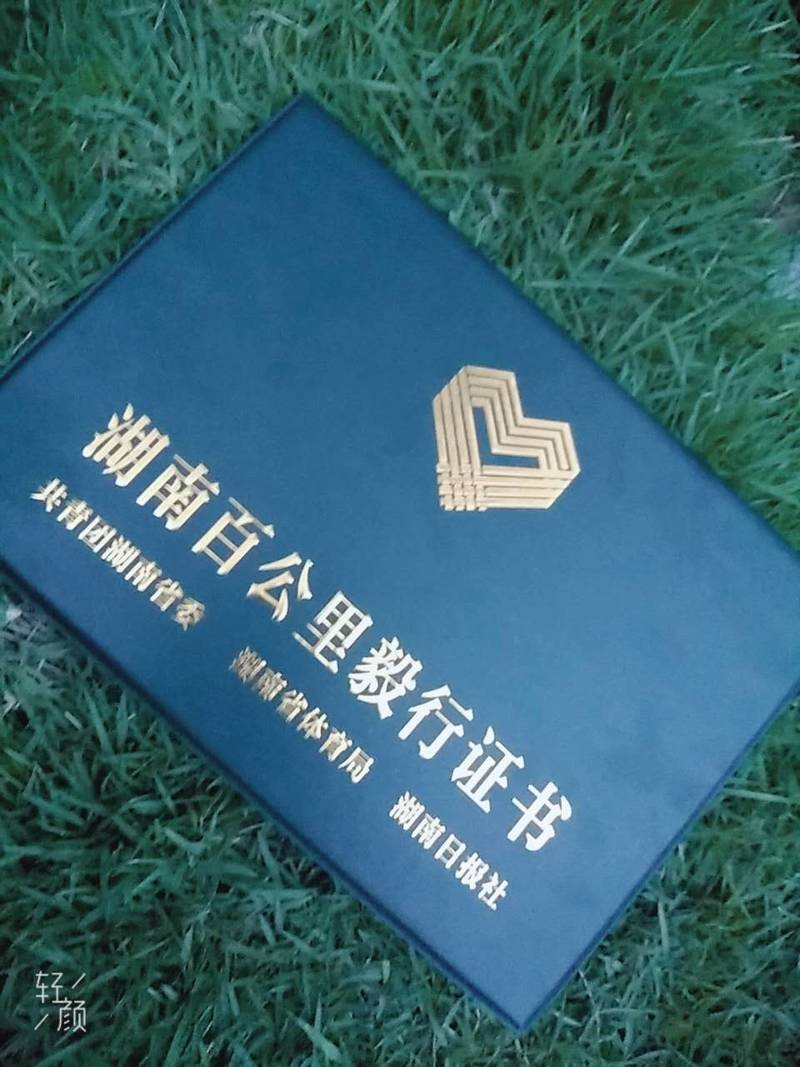 湖南百公里毅行证书
共青团湖南省委 湖南省体育局 湖南日报社
轻
颜